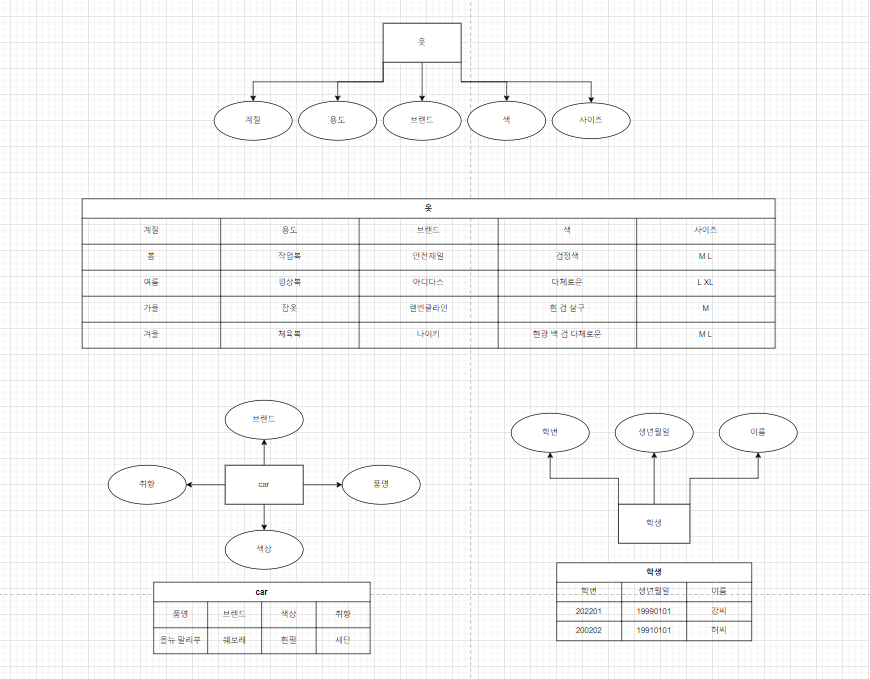 옷
계절 용도 브랜드 색 사이즈
옷
계절 용도 브랜드 색 사이즈
봄 작업복 안전제일 검정색 M L
여름 평상복 아디다스 다채로운 L XL
가을 잠옷 캘빈클라인 흰 검 살구 M
겨울 체육복 나이키 현광 백 검 다체로운 M L
브랜드
취향 car 품명
색상
car
품명 브랜드 색상 취향
올뉴 말리부 쉐보레 흰펄 세단
학번 생년월일 이름
학생
학생
학번 생년월일 이름
202201 19990101 강씨
200202 19910101 허씨